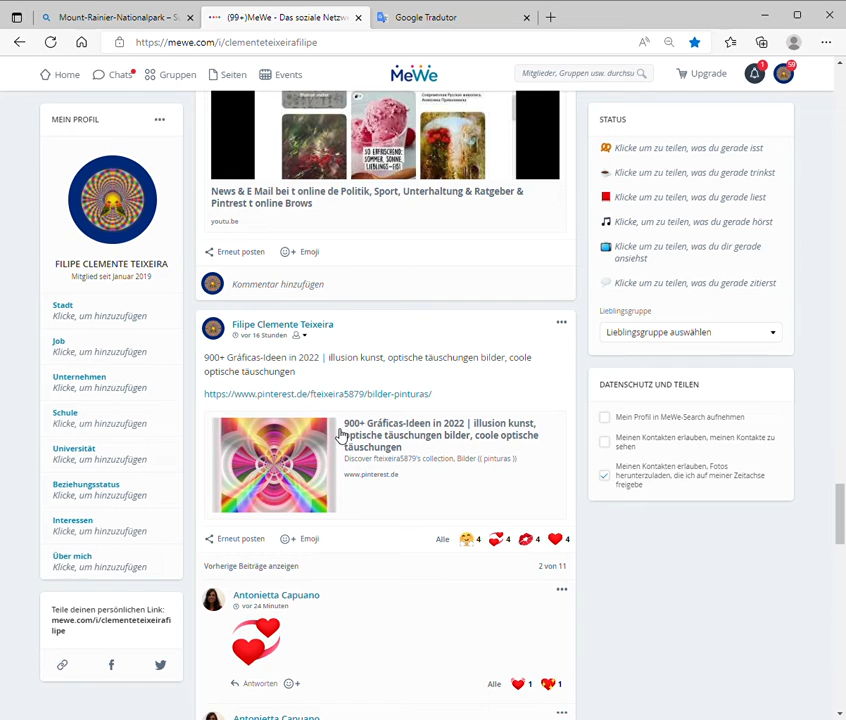 Mount-Rainier-Nationalpark – S
(99+)MeWe - Das soziale Netzwe
Google Tradutor
https://mewe.com/i/clementeteixeirafilipe
Home
Chats
Gruppen
Seiten
Events
MeWe
Mitglieder, Gruppen usw. durchsu
Upgrade
1
59
MEIN PROFIL
FILIPE CLEMENTE TEIXEIRA
Mitglied seit Januar 2019
Stadt
Klicke, um hinzuzufügen
Job
Klicke, um hinzuzufügen
Unternehmen
Klicke, um hinzuzufügen
Schule
Klicke, um hinzuzufügen
Universität
Klicke, um hinzuzufügen
Beziehungsstatus
Klicke, um hinzuzufügen
Interessen
Klicke, um hinzuzufügen
Über mich
Klicke, um hinzuzufügen
Teile deinen persönlichen Link:
mewe.com/i/clementeteixeirafi
lipe
SO ERFRISCHEND:
SOMMER, SONNE,
LIEBLINGS-EIS!
News & E Mail bei t online de Politik, Sport, Unterhaltung & Ratgeber &
Pintrest t online Brows
youtu.be
Erneut posten
Emoji
Kommentar hinzufügen
Filipe Clemente Teixeira
vor 16 Stunden
900+ Gráficas-Ideen in 2022 | illusion kunst, optische täuschungen bilder, coole
optische täuschungen
https://www.pinterest.de/fteixeira5879/bilder-pinturas/
900+ Gráficas-Ideen in 2022 | illusion kunst,
optische täuschungen bilder, coole optische
täuschungen
Discover fteixeira5879's collection, Bilder (( pinturas ))
www.pinterest.de
Erneut posten
Emoji
Alle
4
4
4
4
Vorherige Beiträge anzeigen
2 von 11
Antonietta Capuano
vor 24 Minuten
Antworten
Alle
1
1
Antonietta Capuano
STATUS
Klicke um zu teilen, was du gerade isst
Klicke um zu teilen, was du gerade trinkst
Klicke um zu teilen, was du gerade liest
Klicke, um zu teilen, was du gerade hörst
Klicke um zu teilen, was du dir gerade
ansiehst
Klicke um zu teilen, was du gerade zitierst
Lieblingsgruppe
Lieblingsgruppe auswählen
DATENSCHUTZ UND TEILEN
Mein Profil in MeWe-Search aufnehmen
Meinen Kontakten erlauben, meinen Kontakte zu
sehen
Meinen Kontakten erlauben, Fotos
herunterzuladen, die ich auf meiner Zeitachse
freigebe